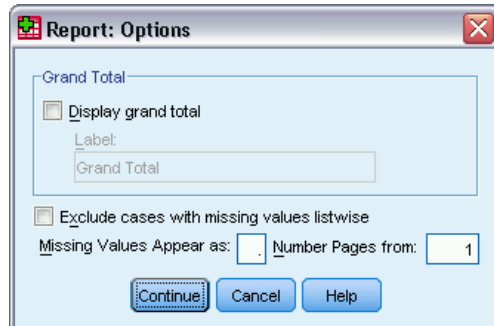 Report: Options
Grand Total
Display grand total
Label:
Grand Total
Exclude cases with missing values listwise
Missing Values Appear as: . Number Pages from: 1
Continue Cancel Help